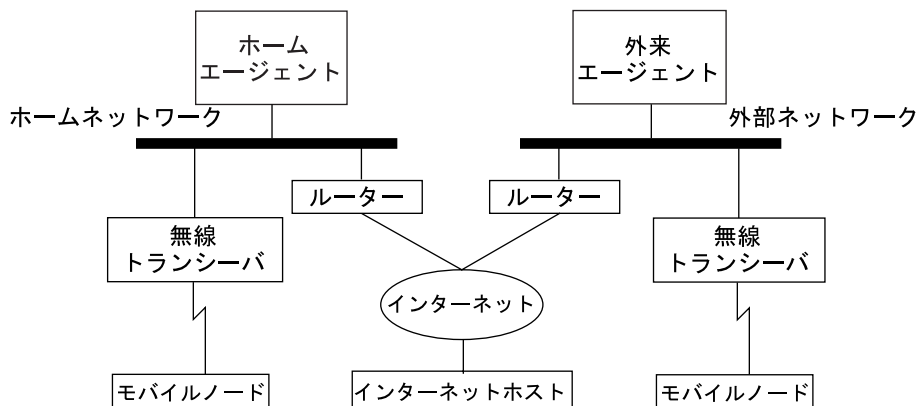 ホーム
エージェント
外来
エージェント
ホームネットワーク
外部ネットワーク
ルーター
ルーター
無線
トランシーバ
無線
トランシーバ
インターネット
モバイルノード
インターネットホスト
モバイルノード